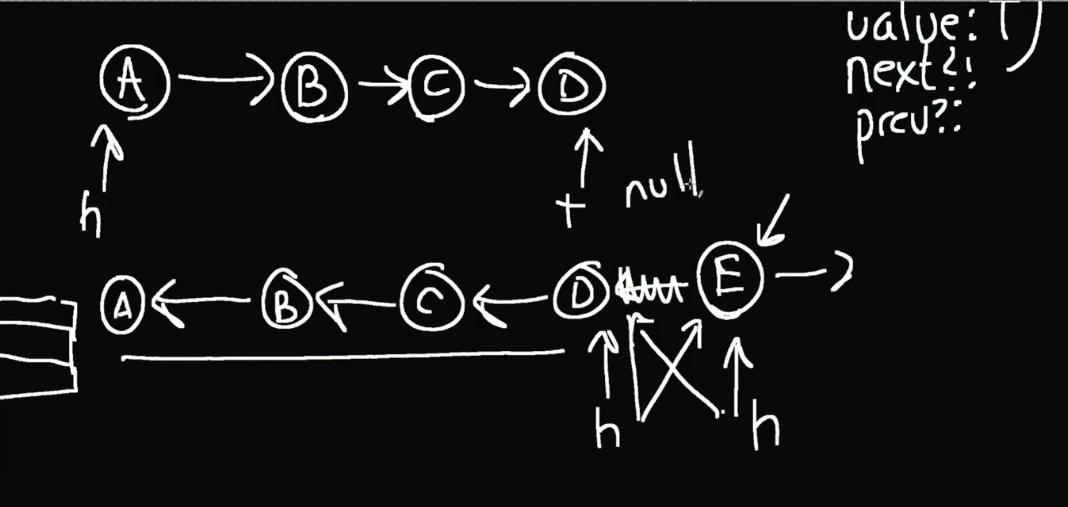 value: T
next?:
prev?:
A B C D
h
t
null
A B C D E
h
h